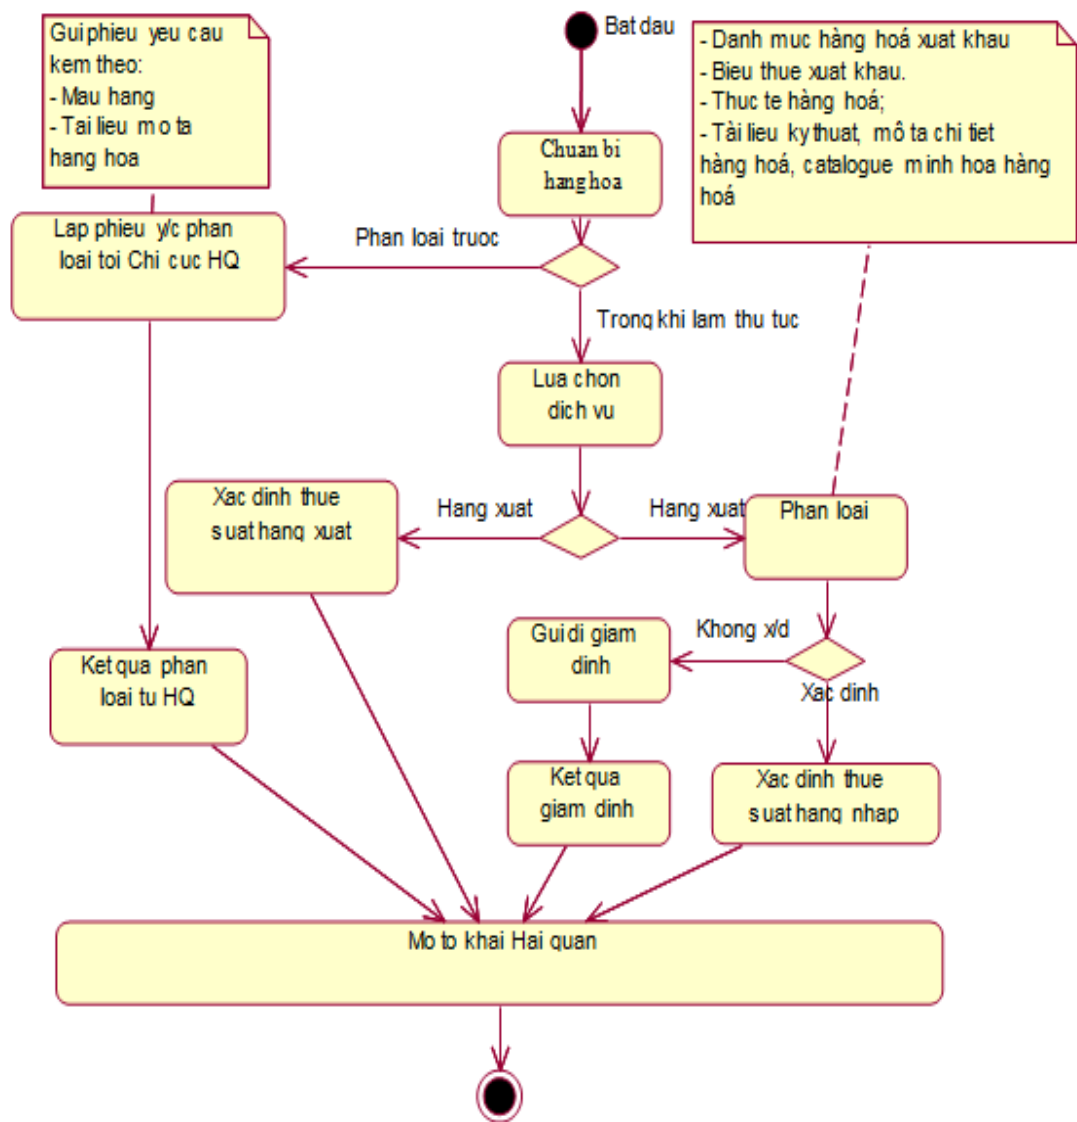 Gui phieu yeu cau
kem theo:
- Mau hang
- Tai lieu mo ta
hang hoa
Bat dau
- Danh muc hàng hoá xuat khau
- Bieu thue xuat khau.
- Thuc te hàng hoá;
- Tài lieu ky thuat, mô ta chi tiet
hàng hoá, catalogue minh hoa hàng
hoá
Chuan bi
hang hoa
Lap phieu y/c phan
loai toi Chi cuc HQ
Phan loai truoc
Trong khi lam thu tuc
Lua chon
dich vu
Xac dinh thue
suat hang xuat
Hang xuat
Hang xuat
Phan loai
Gui di giam
dinh
Khong x/d
Xac dinh
Ket qua phan
loai tu HQ
Ket qua
giam dinh
Xac dinh thue
suat hang nhap
Mo to khai Hai quan